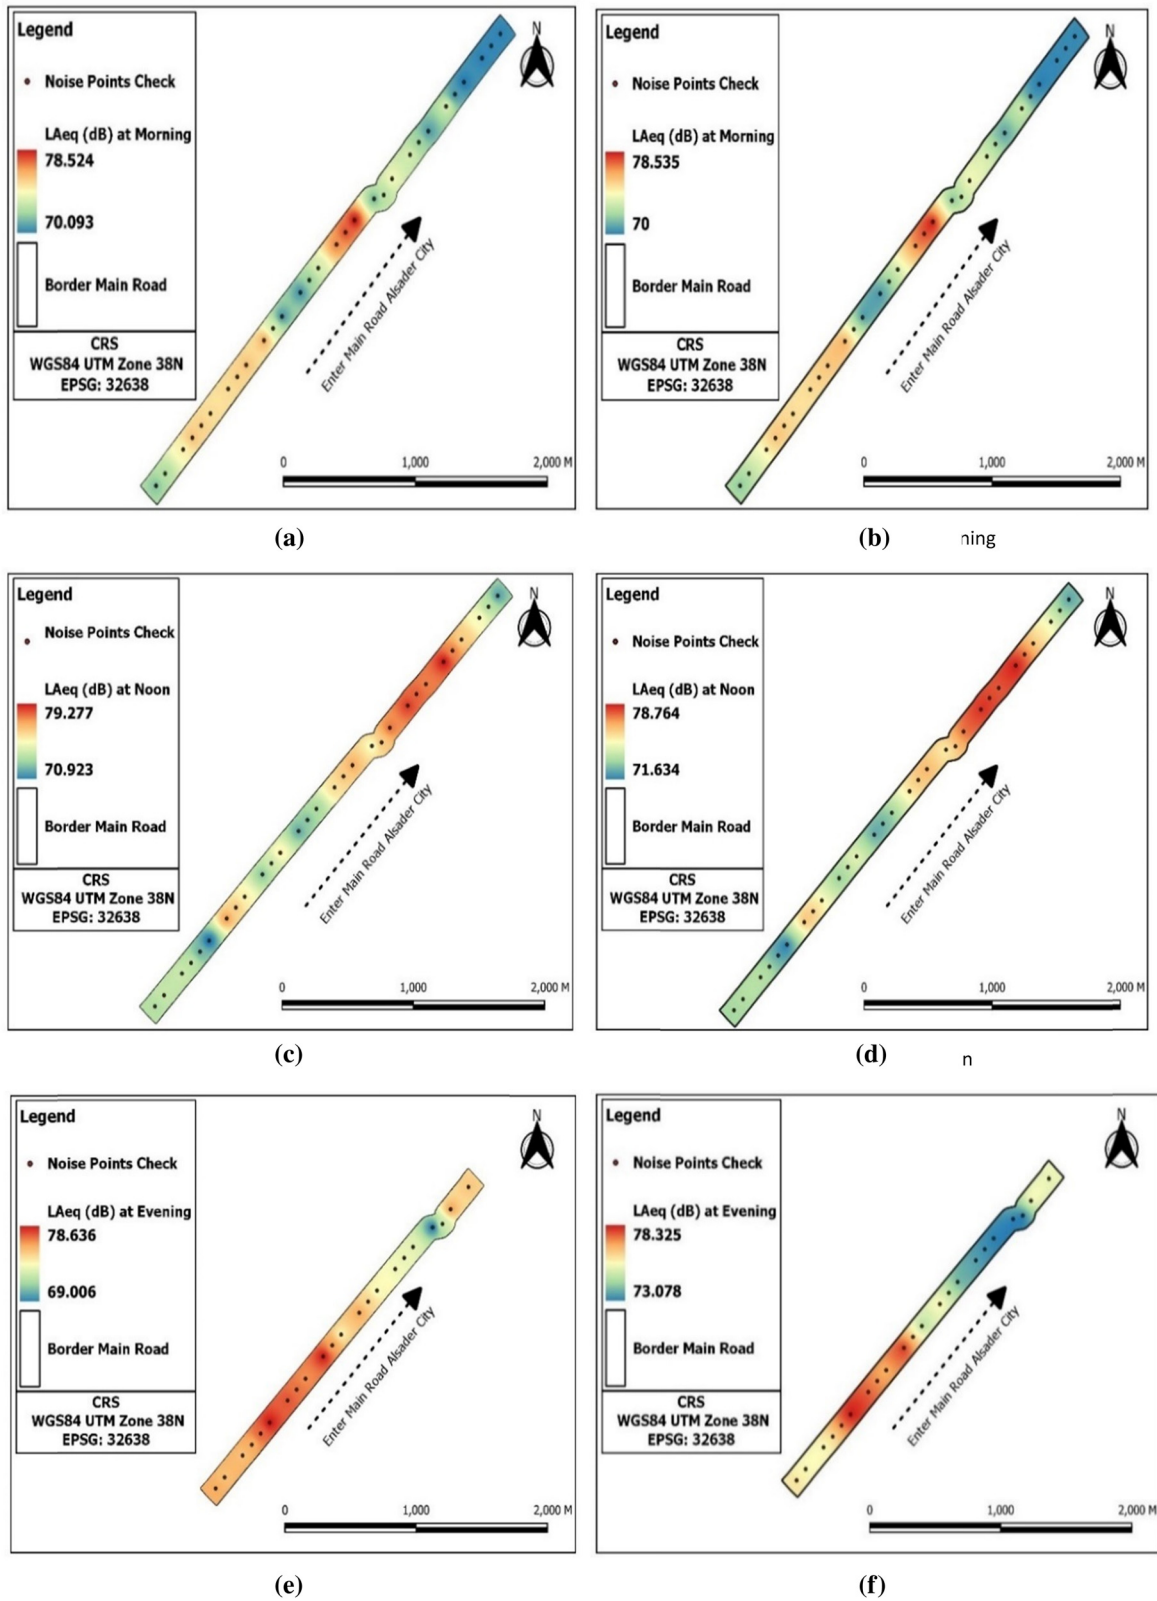 Legend
N
Noise Points Check
LAeq (dB) at Morning
78.524
70.093
Border Main Road
CRS
WGS84 UTM Zone 38N
EPSG: 32638
Enter Main Road Alsader City
0 1,000 2,000 M
(a)
Legend
N
Noise Points Check
LAeq (dB) at Morning
78.535
70
Border Main Road
CRS
WGS84 UTM Zone 38N
EPSG: 32638
Enter Main Road Alsader City
0 1,000 2,000 M
(b) ning
Legend
N
Noise Points Check
LAeq (dB) at Noon
79.277
70.923
Border Main Road
CRS
WGS84 UTM Zone 38N
EPSG: 32638
Enter Main Road Alsader City
0 1,000 2,000 M
(c)
Legend
N
Noise Points Check
LAeq (dB) at Noon
78.764
71.634
Border Main Road
CRS
WGS84 UTM Zone 38N
EPSG: 32638
Enter Main Road Alsader City
0 1,000 2,000 M
(d) n
Legend
N
Noise Points Check
LAeq (dB) at Evening
78.636
69.006
Border Main Road
CRS
WGS84 UTM Zone 38N
EPSG: 32638
Enter Main Road Alsader City
0 1,000 2,000 M
(e)
Legend
N
Noise Points Check
LAeq (dB) at Evening
78.325
73.078
Border Main Road
CRS
WGS84 UTM Zone 38N
EPSG: 32638
Enter Main Road Alsader City
0 1,000 2,000 M
(f)